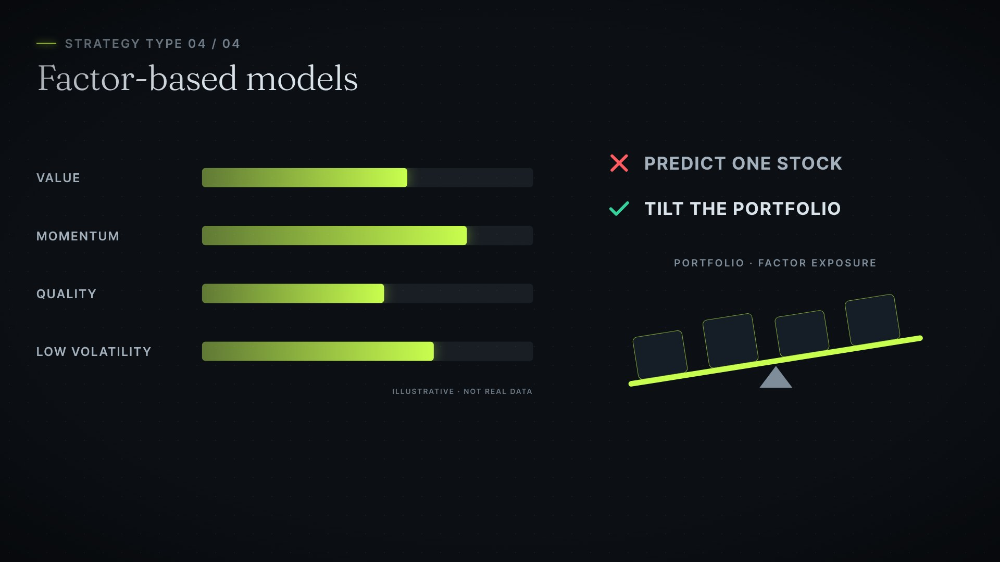 STRATEGY TYPE 04 / 04
Factor-based models
VALUE
MOMENTUM
QUALITY
LOW VOLATILITY
ILLUSTRATIVE · NOT REAL DATA
PREDICT ONE STOCK
TILT THE PORTFOLIO
PORTFOLIO · FACTOR EXPOSURE